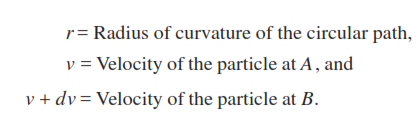 r = Radius of curvature of the circular path,
v = Velocity of the particle at A, and
v + dv = Velocity of the particle at B.